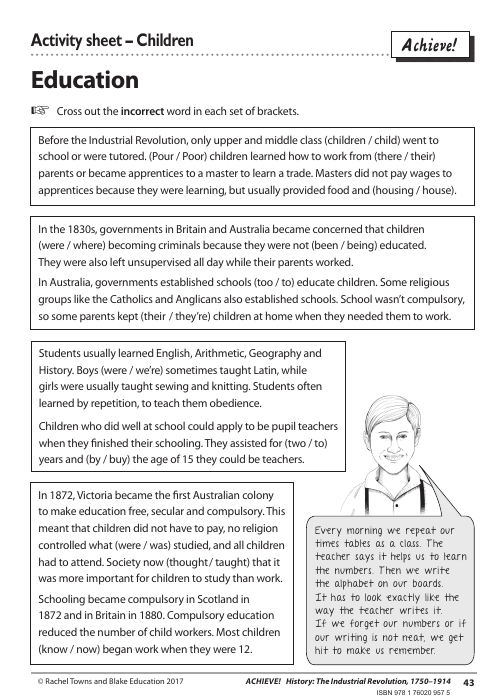 Activity sheet – Children
Achieve!
Education
Cross out the incorrect word in each set of brackets.
Before the Industrial Revolution, only upper and middle class (children / child) went to
school or were tutored. (Pour / Poor) children learned how to work from (there / their)
parents or became apprentices to a master to learn a trade. Masters did not pay wages to
apprentices because they were learning, but usually provided food and (housing / house).
In the 1830s, governments in Britain and Australia became concerned that children
(were / where) becoming criminals because they were not (been / being) educated.
They were also left unsupervised all day while their parents worked.
In Australia, governments established schools (too / to) educate children. Some religious
groups like the Catholics and Anglicans also established schools. School wasn't compulsory,
so some parents kept (their / they're) children at home when they needed them to work.
Students usually learned English, Arithmetic, Geography and
History. Boys (were / we're) sometimes taught Latin, while
girls were usually taught sewing and knitting. Students often
learned by repetition, to teach them obedience.
Children who did well at school could apply to be pupil teachers
when they finished their schooling. They assisted for (two / to)
years and (by / buy) the age of 15 they could be teachers.
In 1872, Victoria became the first Australian colony
to make education free, secular and compulsory. This
meant that children did not have to pay, no religion
controlled what (were / was) studied, and all children
had to attend. Society now (thought / taught) that it
was more important for children to study than work.
Schooling became compulsory in Scotland in
1872 and in Britain in 1880. Compulsory education
reduced the number of child workers. Most children
(know / now) began work when they were 12.
Every morning we repeat our
times tables as a class. The
teacher says it helps us to learn
the numbers. Then we write
the alphabet on our boards.
It has to look exactly like the
way the teacher writes it.
If we forget our numbers or if
our writing is not neat, we get
hit to make us remember.
© Rachel Towns and Blake Education 2017
ACHIEVE! History: The Industrial Revolution, 1750–1914 43
ISBN 978 1 76020 957 5